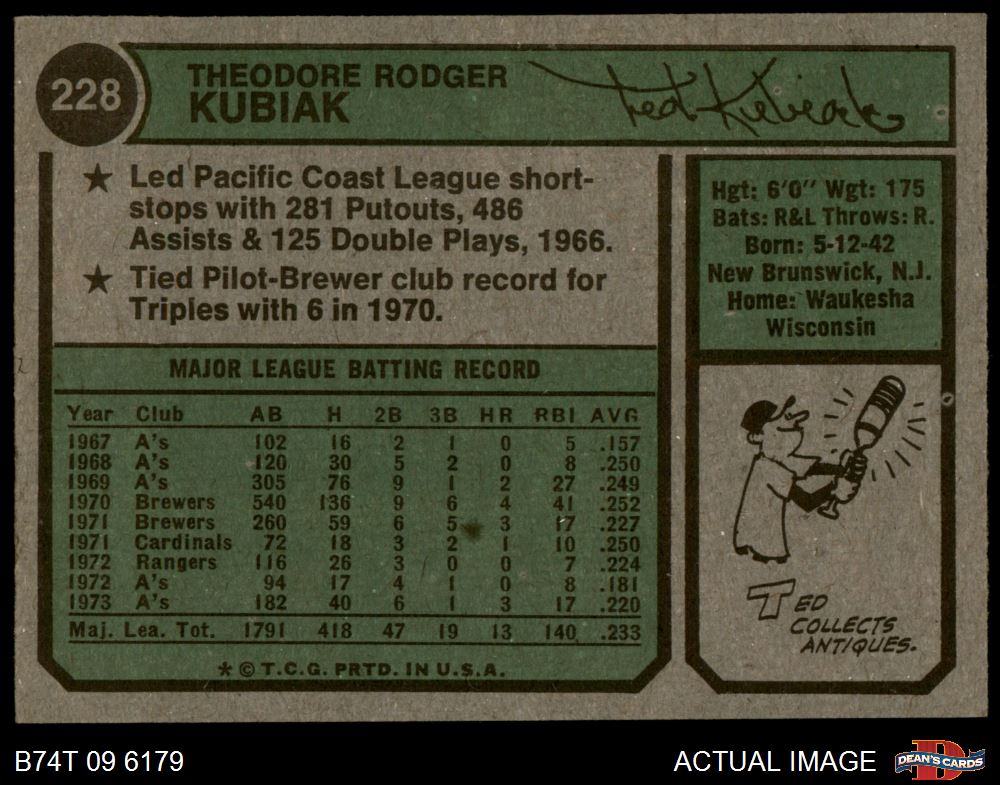 228
THEODORE RODGER
KUBIAK
Ted Kubiak
★ Led Pacific Coast League short-
stops with 281 Putouts, 486
Assists & 125 Double Plays, 1966.
★ Tied Pilot-Brewer club record for
Triples with 6 in 1970.
Hgt: 6'0" Wgt: 175
Bats: R&L Throws: R.
Born: 5-12-42
New Brunswick, N.J.
Home: Waukesha
Wisconsin
MAJOR LEAGUE BATTING RECORD
Year Club AB H 2B 3B HR RBI AVG
1967 A's 102 16 2 1 0 5 .157
1968 A's 120 30 5 2 0 8 .250
1969 A's 305 76 9 1 2 27 .249
1970 Brewers 540 136 9 6 4 41 .252
1971 Brewers 260 59 6 5 3 17 .227
1971 Cardinals 72 18 3 2 1 10 .250
1972 Rangers 116 26 3 0 0 7 .224
1972 A's 94 17 4 1 0 8 .181
1973 A's 182 40 6 1 3 17 .220
Maj. Lea. Tot. 1791 418 47 19 13 140 .233
* © T.C.G. PRTD. IN U.S.A.
TED
COLLECTS
ANTIQUES.
B74T 09 6179
ACTUAL IMAGE
DEAN'S CARDS